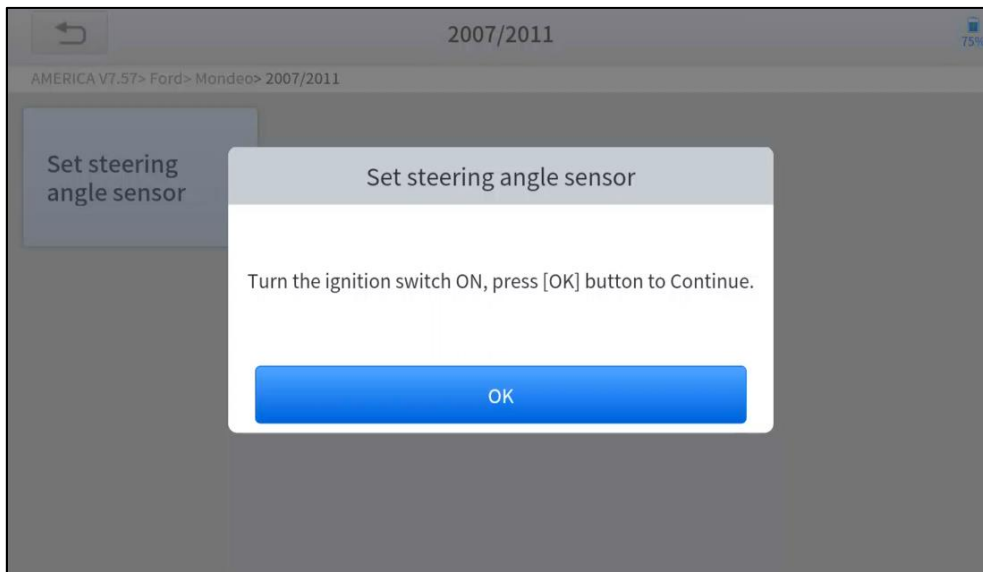 2007/2011
75%
AMERICA V7.57> Ford> Mondeo> 2007/2011
Set steering
angle sensor
Set steering angle sensor
Turn the ignition switch ON, press [OK] button to Continue.
OK